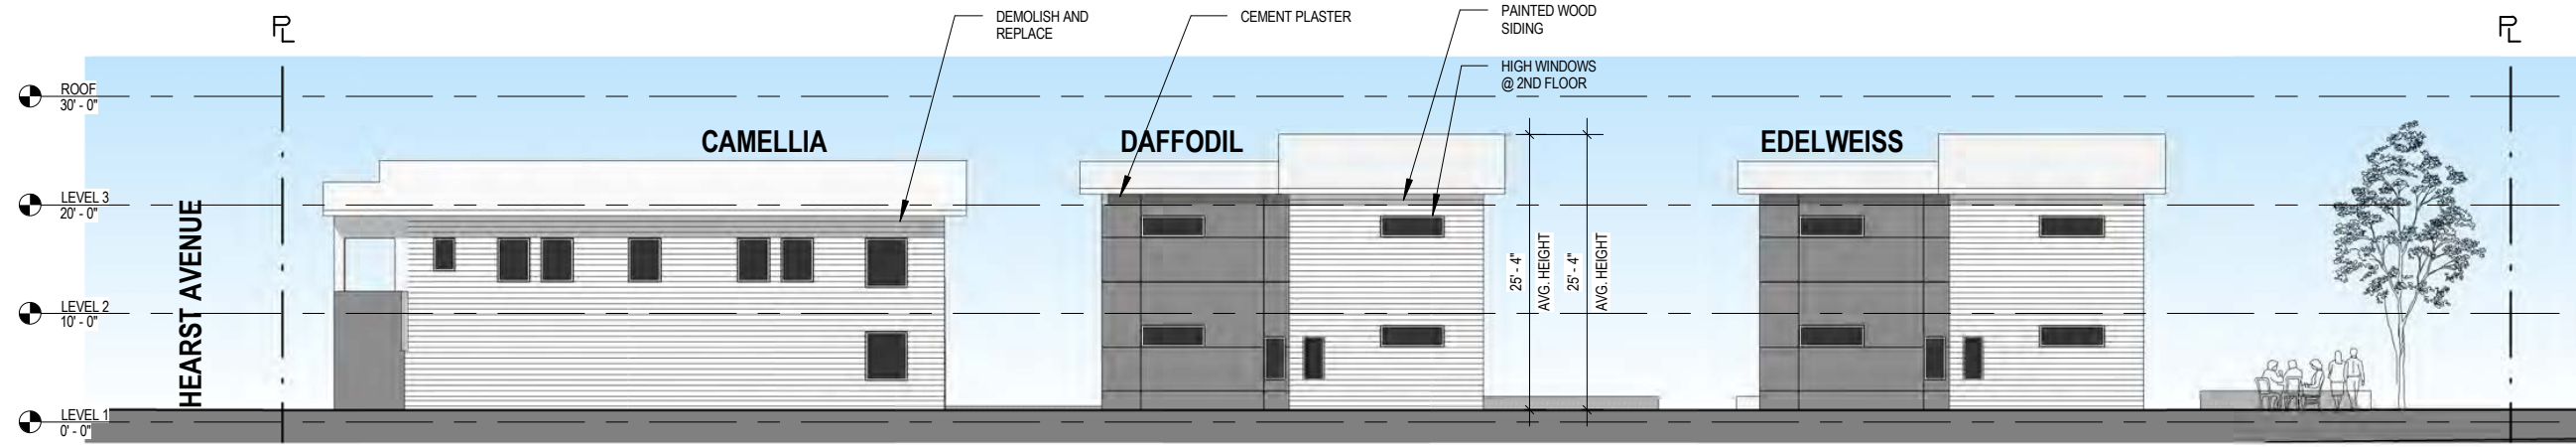 PL
DEMOLISH AND
REPLACE
CEMENT PLASTER
PAINTED WOOD
SIDING
PL
HIGH WINDOWS
@ 2ND FLOOR
ROOF
30' - 0"
CAMELLIA
DAFFODIL
EDELWEISS
LEVEL 3
20' - 0"
HEARST AVENUE
25' - 4"
AVG. HEIGHT
25' - 4"
AVG. HEIGHT
LEVEL 2
10' - 0"
LEVEL 1
0' - 0"